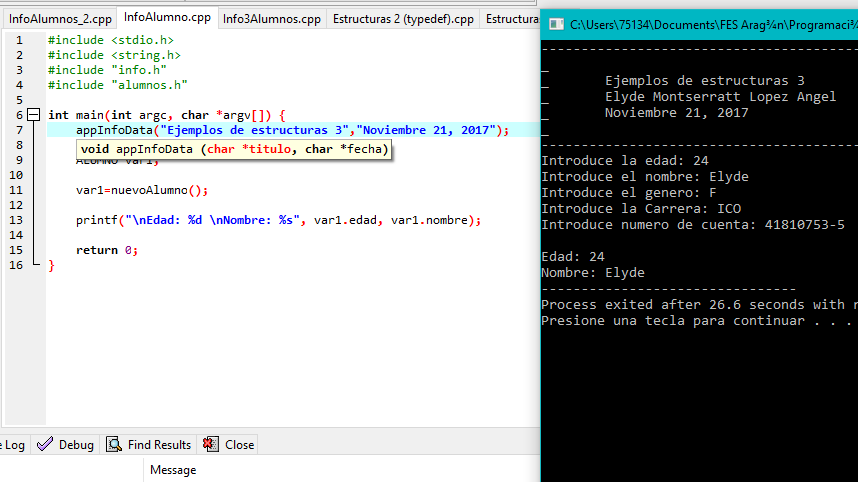 InfoAlumnos_2.cpp InfoAlumno.cpp Info3Alumnos.cpp Estructuras 2 (typedef).cpp Estructuras
1 #include <stdio.h>
2 #include <string.h>
3 #include "info.h"
4 #include "alumnos.h"
5
6 int main(int argc, char *argv[]) {
7 appInfoData("Ejemplos de estructuras 3","Noviembre 21, 2017");
8 void appInfoData (char *titulo, char *fecha)
9 ALUMNO var1;
10
11 var1=nuevoAlumno();
12
13 printf("\nEdad: %d \nNombre: %s", var1.edad, var1.nombre);
14
15 return 0;
16 }
e Log Debug Find Results Close
Message
C:\Users\75134\Documents\FES Arag¾n\Programaci¾
--------------------------------------------
_
_ Ejemplos de estructuras 3
_ Elyde Montserratt Lopez Angel
_ Noviembre 21, 2017
_
--------------------------------------------
Introduce la edad: 24
Introduce el nombre: Elyde
Introduce el genero: F
Introduce la Carrera: ICO
Introduce numero de cuenta: 41810753-5
Edad: 24
Nombre: Elyde
--------------------------------
Process exited after 26.6 seconds with r
Presione una tecla para continuar . . .